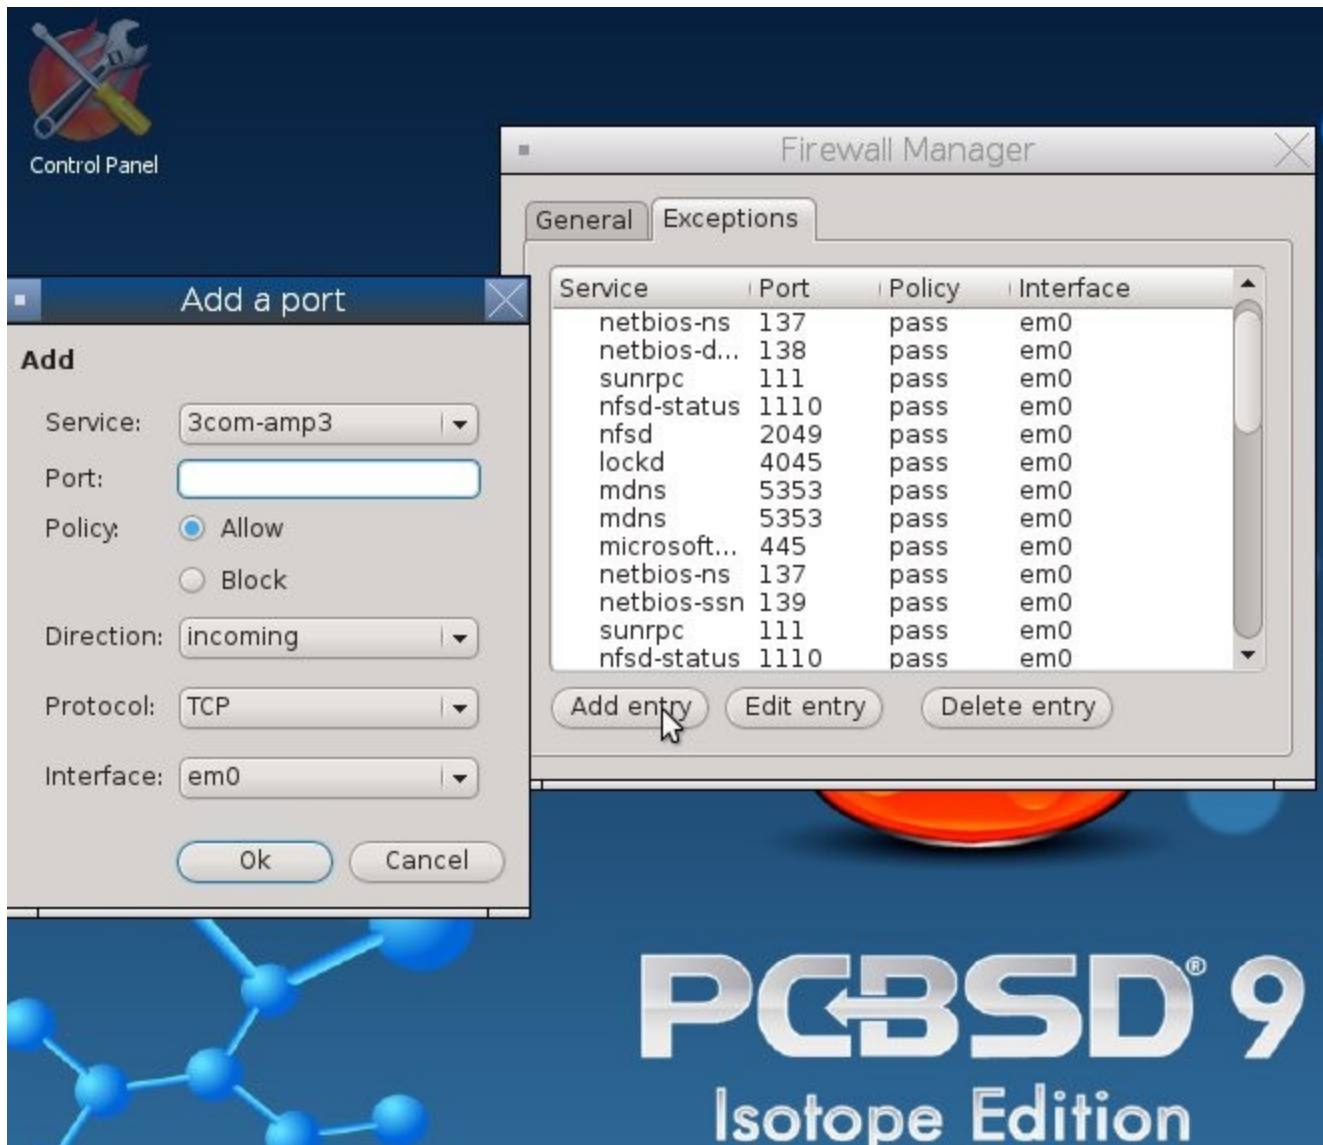 Control Panel
Firewall Manager
General Exceptions
Service Port Policy Interface
netbios-ns 137 pass em0
netbios-d... 138 pass em0
sunrpc 111 pass em0
nfsd-status 1110 pass em0
nfsd 2049 pass em0
lockd 4045 pass em0
mdns 5353 pass em0
mdns 5353 pass em0
microsoft... 445 pass em0
netbios-ns 137 pass em0
netbios-ssn 139 pass em0
sunrpc 111 pass em0
nfsd-status 1110 pass em0
Add entry Edit entry Delete entry
Add a port
Add
Service: 3com-amp3
Port:
Policy: Allow
Block
Direction: incoming
Protocol: TCP
Interface: em0
Ok Cancel
PCBSD® 9
Isotope Edition